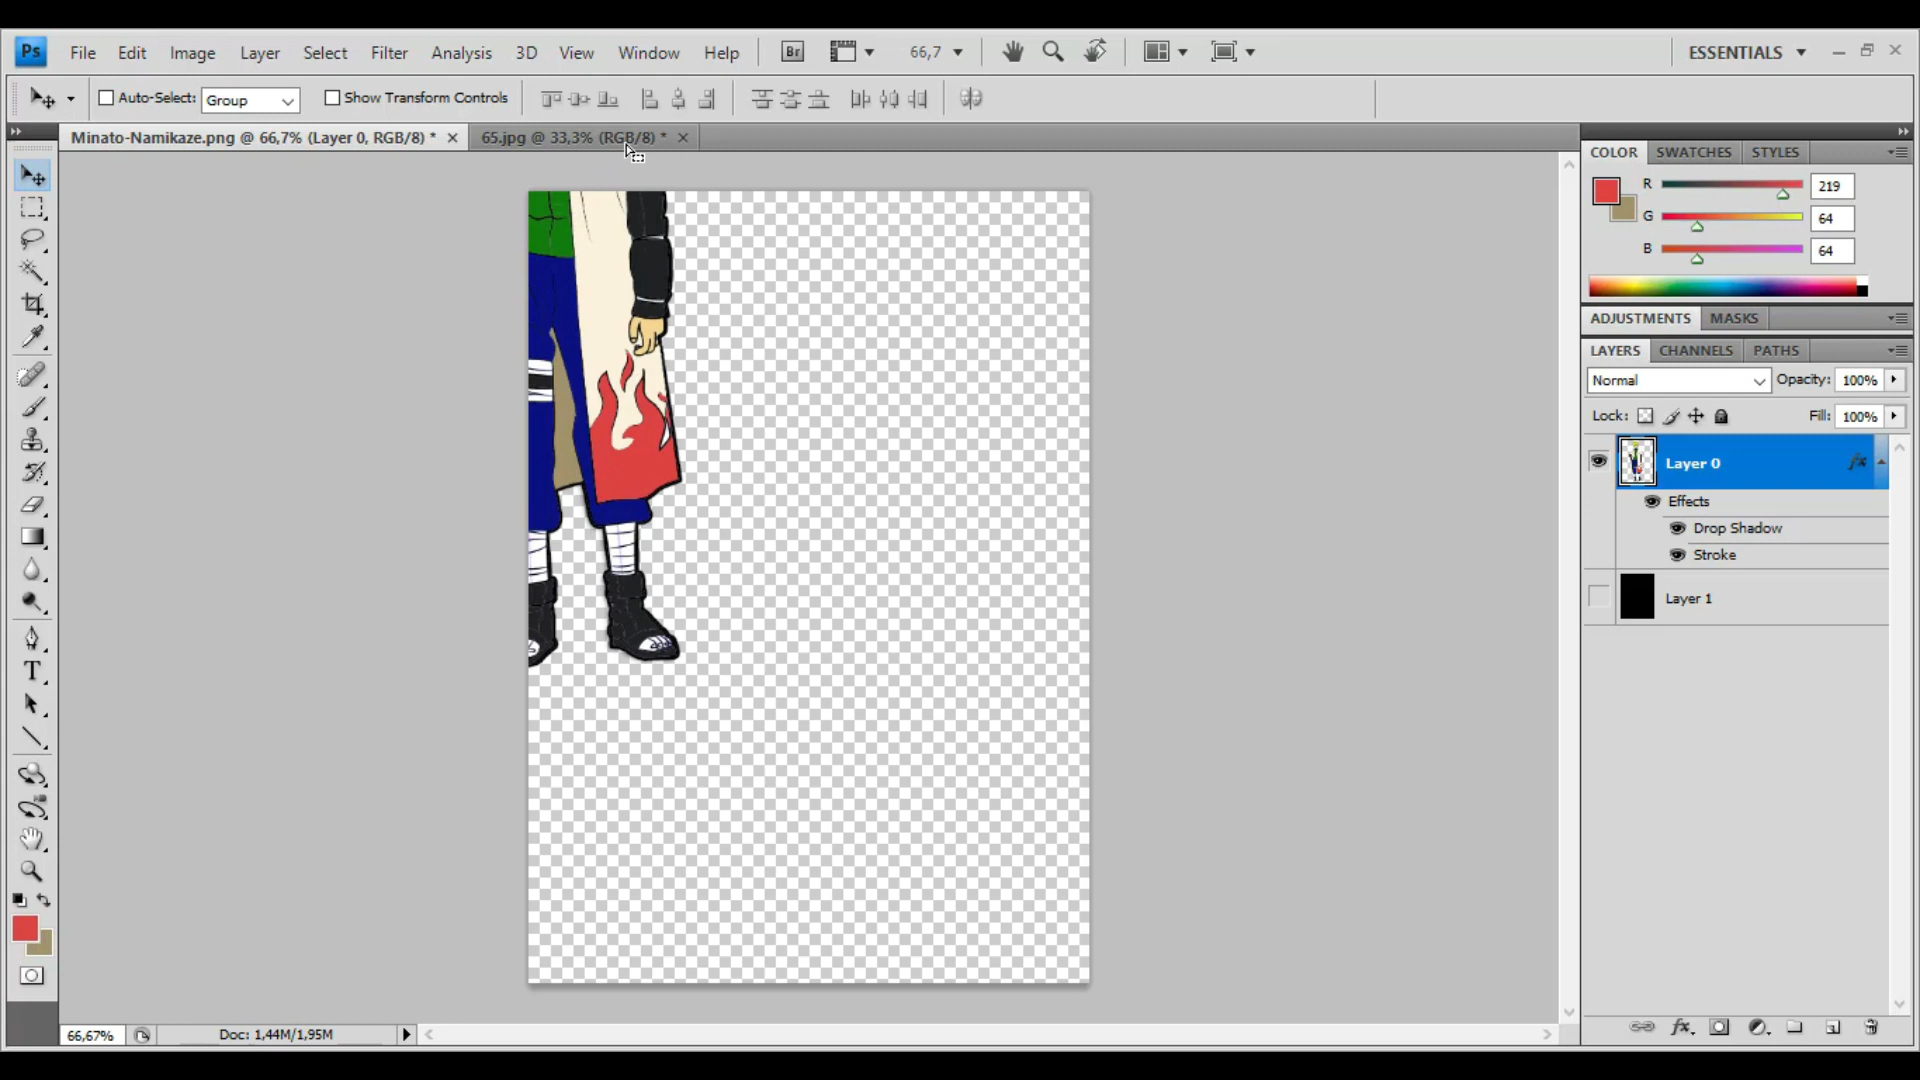 Ps File Edit Image Layer Select Filter Analysis 3D View Window Help Br 66,7 ESSENTIALS
Auto-Select: Group Show Transform Controls
Minato-Namikaze.png @ 66,7% (Layer 0, RGB/8) * 65.jpg @ 33,3% (RGB/8) *
COLOR SWATCHES STYLES
R 219
G 64
B 64
ADJUSTMENTS MASKS
LAYERS CHANNELS PATHS
Normal Opacity: 100%
Lock: Fill: 100%
Layer 0 fx
Effects
Drop Shadow
Stroke
Layer 1
T
66,67% Doc: 1,44M/1,95M fx